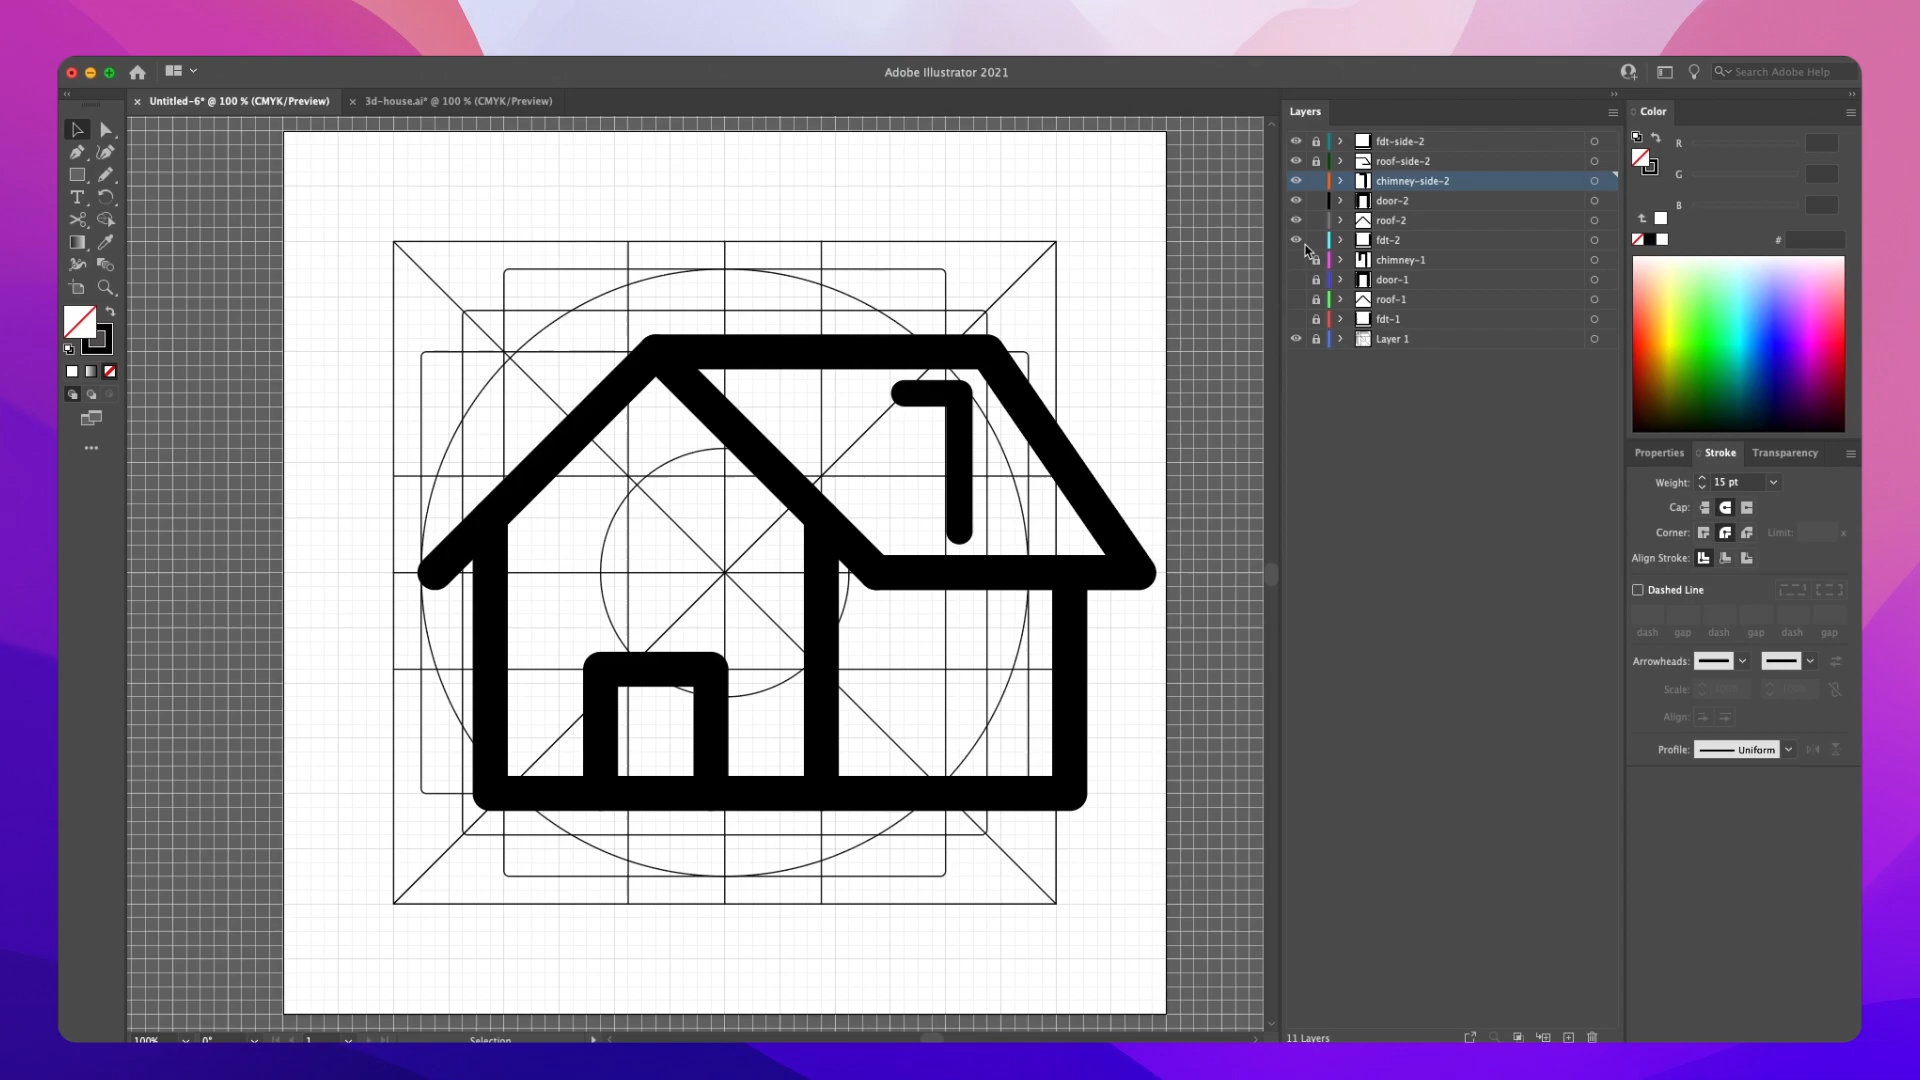 Adobe Illustrator 2021
Search Adobe Help
Untitled-6* @ 100 % (CMYK/Preview)
3d-house.ai* @ 100 % (CMYK/Preview)
Layers
fdt-side-2
roof-side-2
chimney-side-2
door-2
roof-2
fdt-2
chimney-1
door-1
roof-1
fdt-1
Layer 1
11 Layers
Color
R
G
B
#
Properties
Stroke
Transparency
Weight:
15 pt
Cap:
Corner:
Limit:
x
Align Stroke:
Dashed Line
dash gap dash gap dash gap
Arrowheads:
Scale:
100%
100%
Align:
Profile:
Uniform
100%
0°
1
Selection